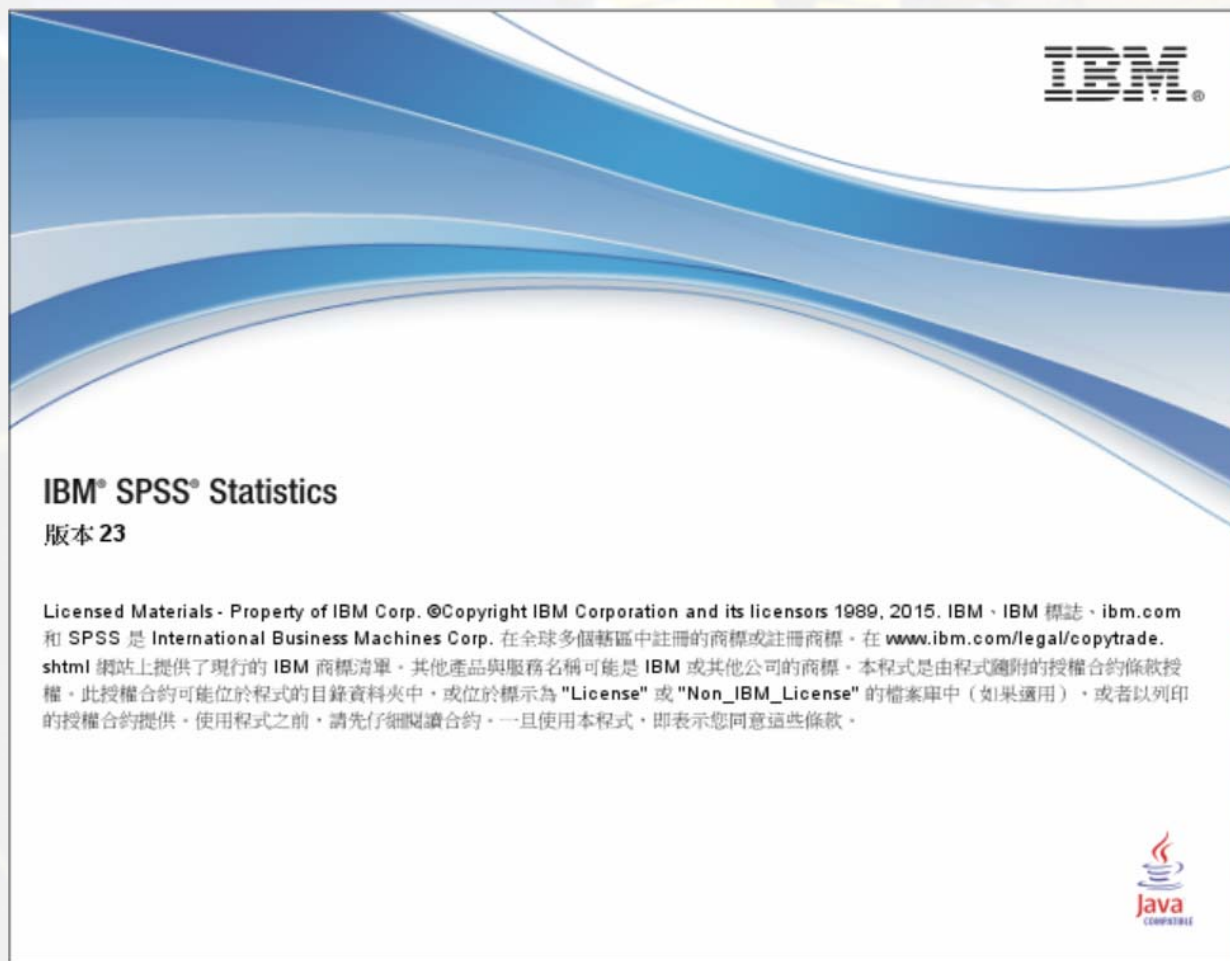 IBM®
IBM® SPSS® Statistics
版本 23
Licensed Materials - Property of IBM Corp. ©Copyright IBM Corporation and its licensors 1989, 2015. IBM、IBM 標誌、ibm.com
和 SPSS 是 International Business Machines Corp. 在全球多個轄區中註冊的商標或註冊商標。在 www.ibm.com/legal/copytrade.
shtml 網站上提供了現行的 IBM 商標清單。其他產品與服務名稱可能是 IBM 或其他公司的商標。本程式是由程式隨附的授權合約條款授
權。此授權合約可能位於程式的目錄資料夾中，或位於標示為 "License" 或 "Non_IBM_License" 的檔案庫中（如果適用），或者以列印
的授權合約提供。使用程式之前，請先仔細閱讀合約。一旦使用本程式，即表示您同意這些條款。
Java
COMPATIBLE